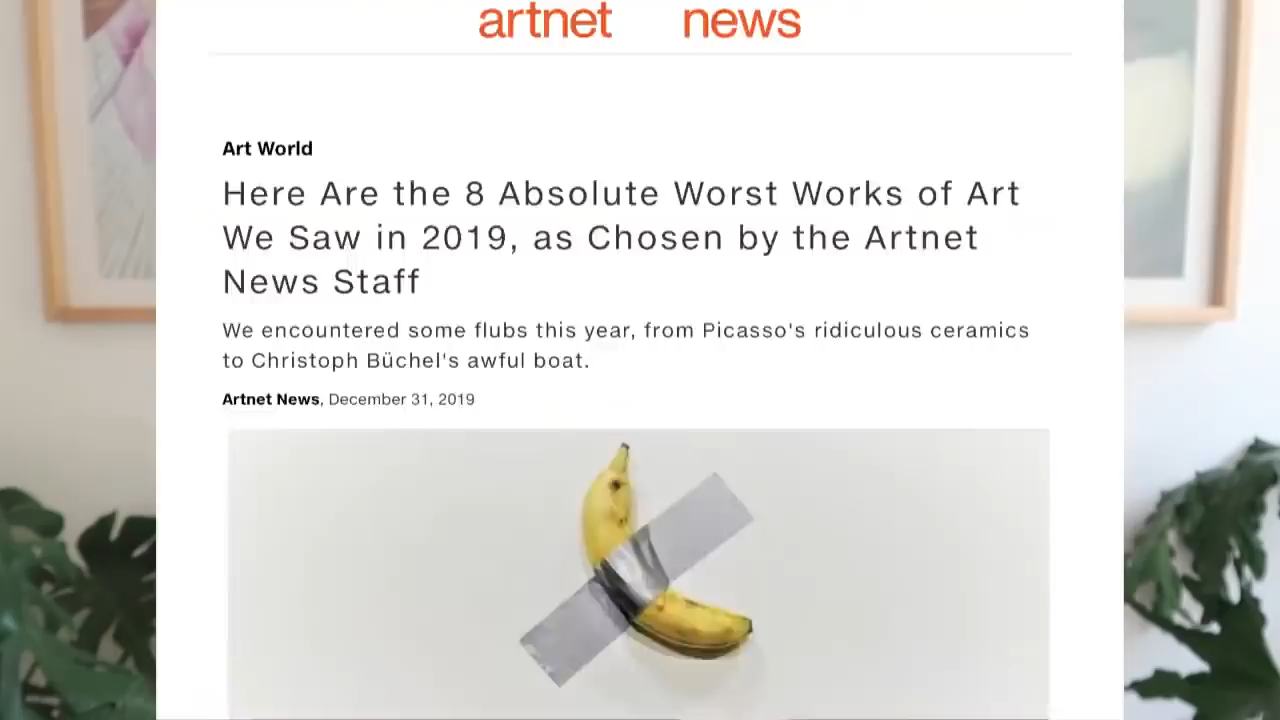 artnet news
Art World
Here Are the 8 Absolute Worst Works of Art
We Saw in 2019, as Chosen by the Artnet
News Staff
We encountered some flubs this year, from Picasso's ridiculous ceramics
to Christoph Büchel's awful boat.
Artnet News, December 31, 2019